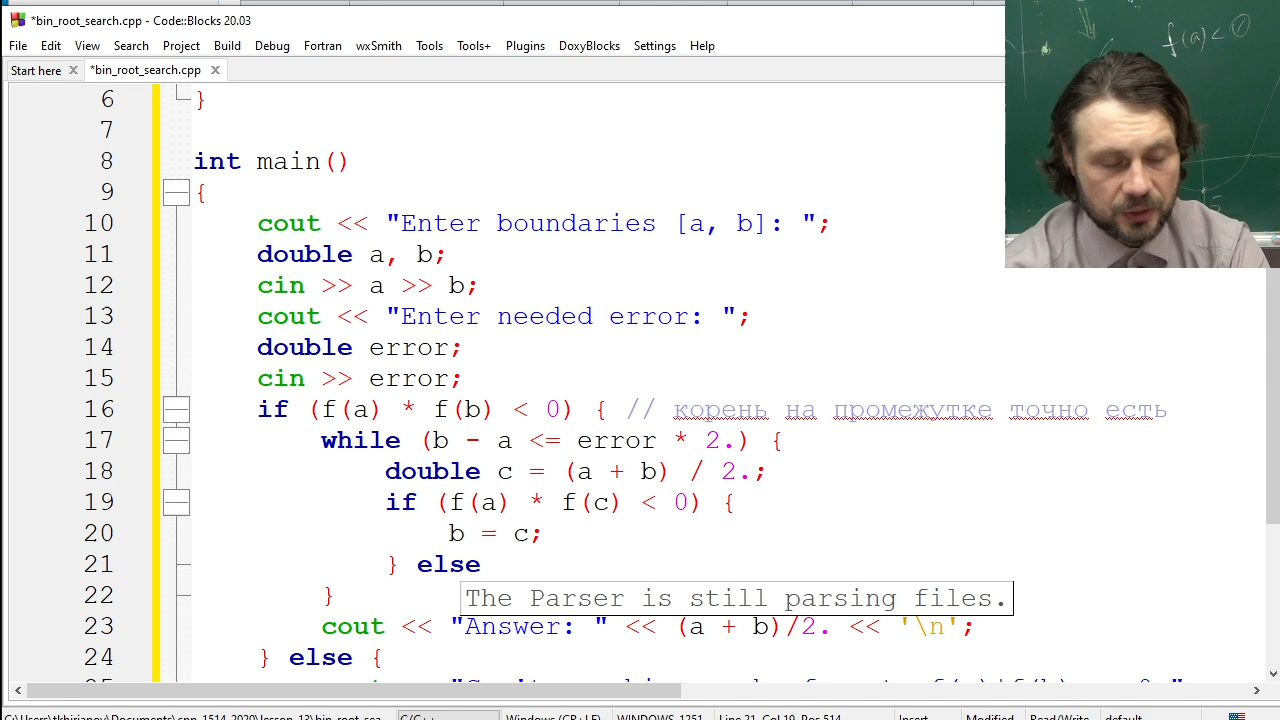 *bin_root_search.cpp - Code::Blocks 20.03
File Edit View Search Project Build Debug Fortran wxSmith Tools Tools+ Plugins DoxyBlocks Settings Help
Start here *bin_root_search.cpp
f(a) < 0
6 }
7
8 int main()
9 {
10 cout << "Enter boundaries [a, b]: ";
11 double a, b;
12 cin >> a >> b;
13 cout << "Enter needed error: ";
14 double error;
15 cin >> error;
16 if (f(a) * f(b) < 0) { // корень на промежутке точно есть
17 while (b - a <= error * 2.) {
18 double c = (a + b) / 2.;
19 if (f(a) * f(c) < 0) {
20 b = c;
21 } else
22 }
The Parser is still parsing files.
23 cout << "Answer: " << (a + b)/2. << '\n';
24 } else {
C/C++ Windows (CR+LF) WINDOWS-1251 Line 21, Col 19, Pos 514 Insert Modified Read/Write default